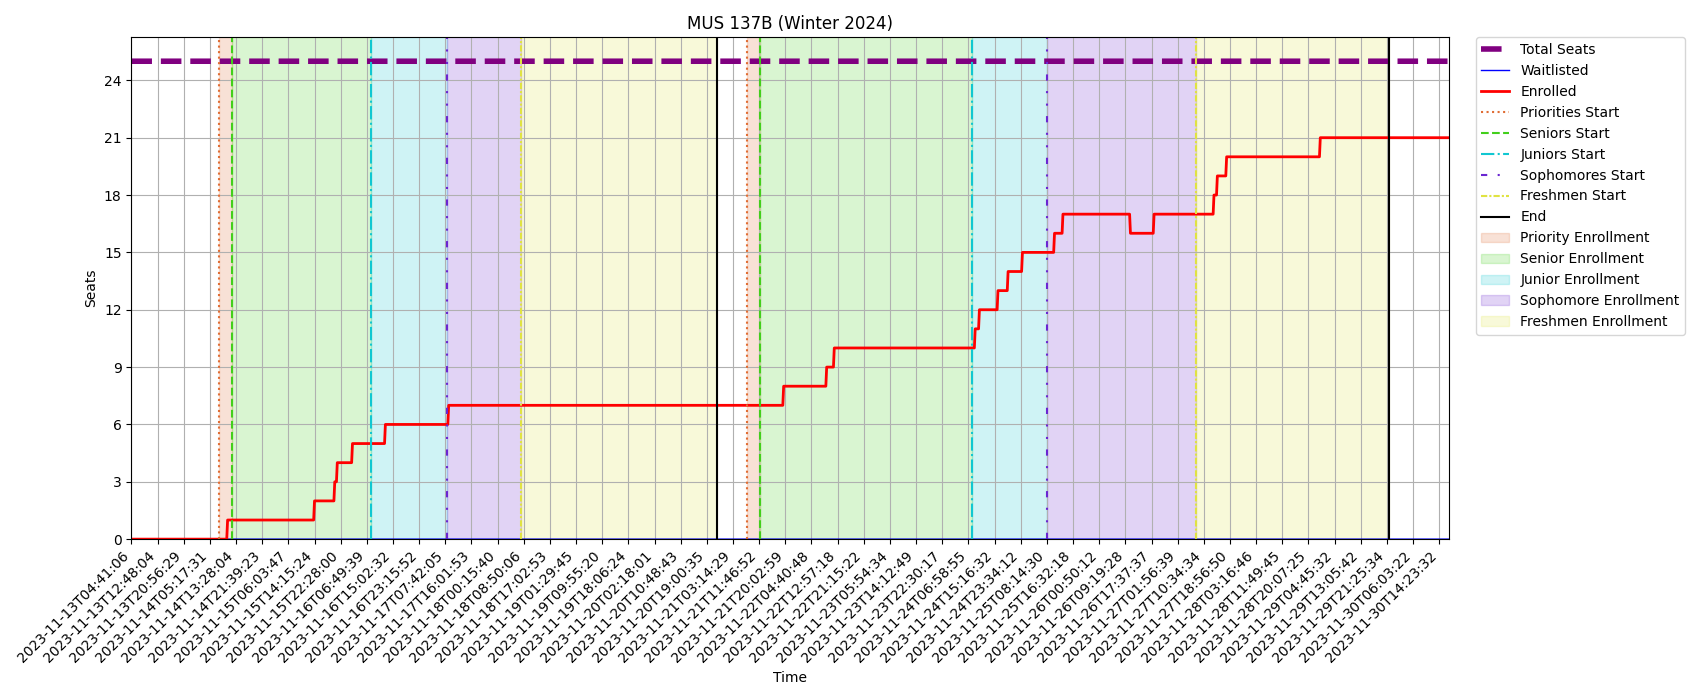 MUS 137B (Winter 2024)
Seats
24
21
18
15
12
9
6
3
0
2023-11-13T04:41:06
2023-11-13T12:48:04
2023-11-13T20:56:29
2023-11-14T05:17:31
2023-11-14T13:28:04
2023-11-14T21:39:23
2023-11-15T06:03:47
2023-11-15T14:15:24
2023-11-15T22:28:00
2023-11-16T06:49:39
2023-11-16T15:02:32
2023-11-16T23:15:52
2023-11-17T07:42:05
2023-11-17T16:01:53
2023-11-18T00:15:40
2023-11-18T08:50:06
2023-11-18T17:02:53
2023-11-19T01:29:45
2023-11-19T09:55:20
2023-11-19T18:06:24
2023-11-20T02:18:01
2023-11-20T10:48:43
2023-11-20T19:00:35
2023-11-21T03:14:29
2023-11-21T11:46:52
2023-11-21T20:02:59
2023-11-22T04:40:48
2023-11-22T12:57:18
2023-11-22T21:15:22
2023-11-23T05:54:34
2023-11-23T14:12:49
2023-11-23T22:30:17
2023-11-24T06:58:55
2023-11-24T15:16:32
2023-11-24T23:34:12
2023-11-25T08:14:30
2023-11-25T16:32:18
2023-11-26T00:50:12
2023-11-26T09:19:28
2023-11-26T17:37:37
2023-11-27T01:56:39
2023-11-27T10:34:34
2023-11-27T18:56:50
2023-11-28T03:16:46
2023-11-28T11:49:45
2023-11-28T20:07:25
2023-11-29T04:45:32
2023-11-29T13:05:42
2023-11-29T21:25:34
2023-11-30T06:03:22
2023-11-30T14:23:32
Time
Total Seats
Waitlisted
Enrolled
Priorities Start
Seniors Start
Juniors Start
Sophomores Start
Freshmen Start
End
Priority Enrollment
Senior Enrollment
Junior Enrollment
Sophomore Enrollment
Freshmen Enrollment